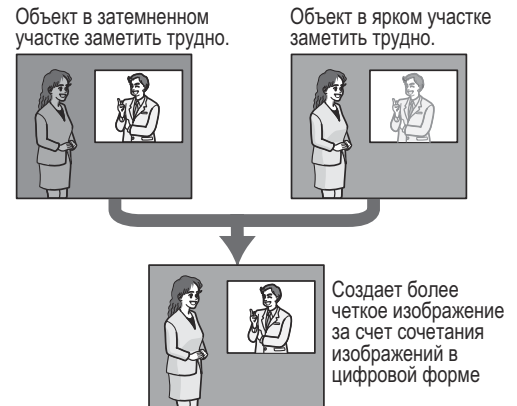 Объект в затемненном
участке заметить трудно.
Объект в ярком участке
заметить трудно.
Создает более
четкое изображение
за счет сочетания
изображений в
цифровой форме